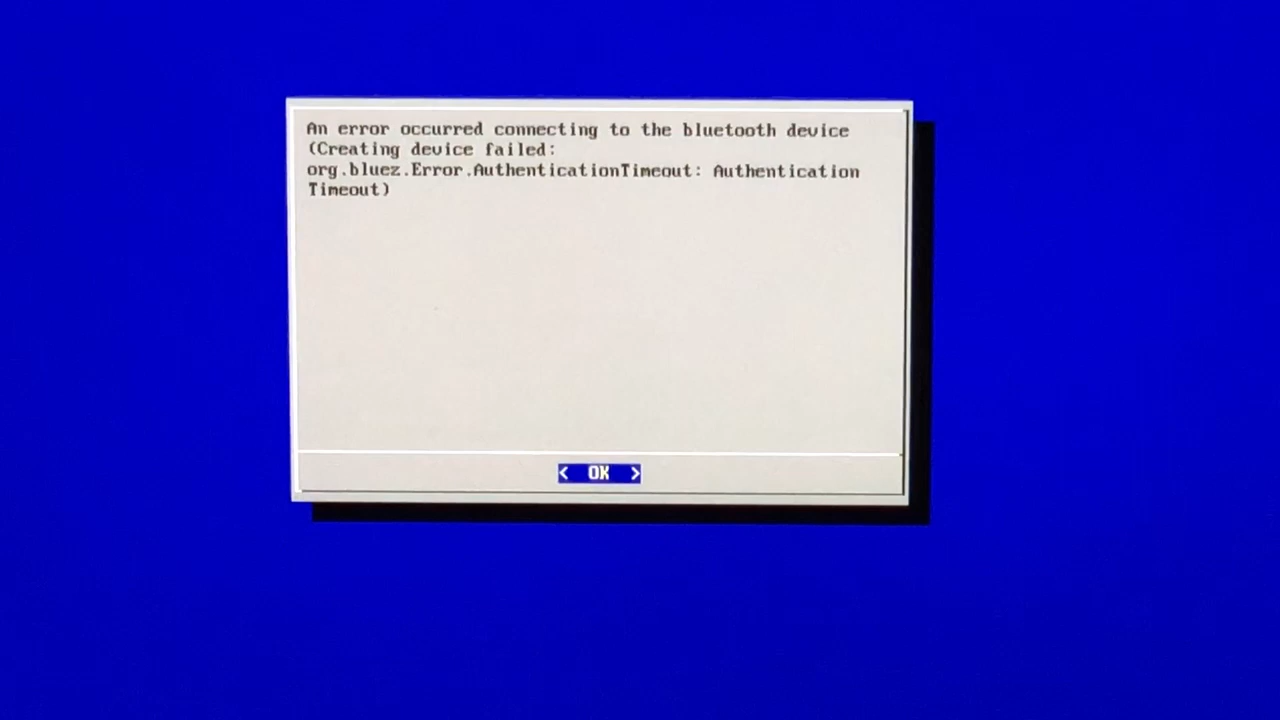 An error occurred connecting to the bluetooth device
(Creating device failed:
org.bluez.Error.AuthenticationTimeout: Authentication
Timeout)
< OK >